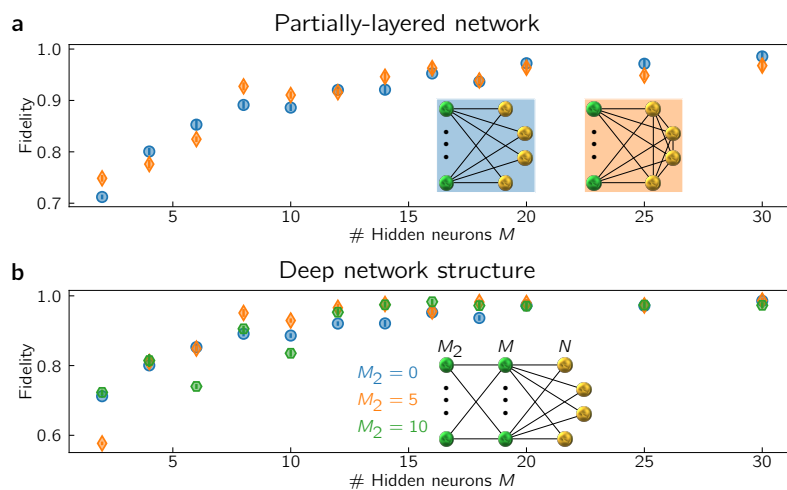 a
Partially-layered network
Fidelity
1.0
0.9
0.8
0.7
5
10
15
20
25
30
# Hidden neurons M
b
Deep network structure
Fidelity
1.0
0.8
0.6
M₂ = 0
M₂ = 5
M₂ = 10
M₂ M N
5
10
15
20
25
30
# Hidden neurons M